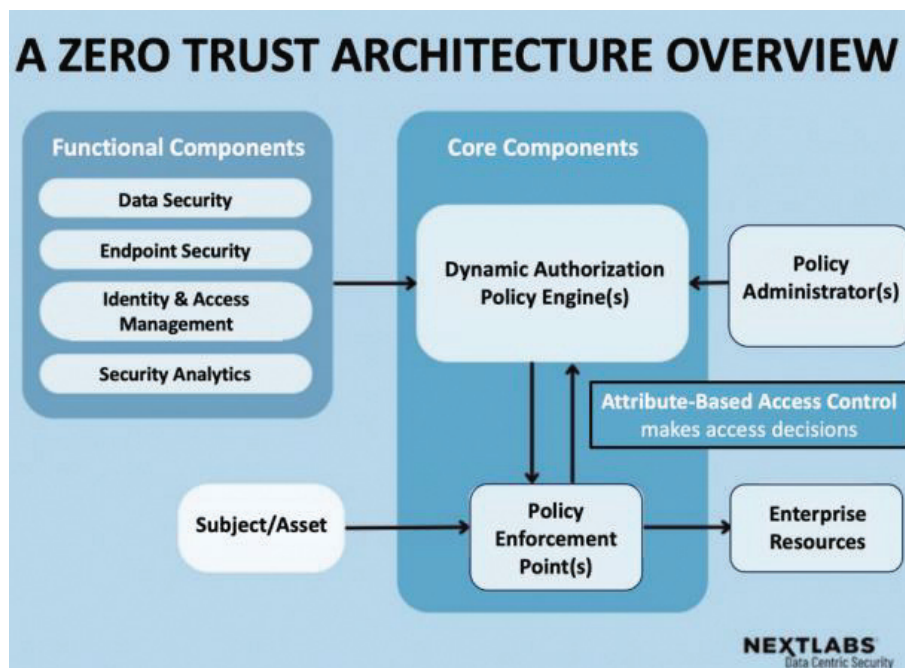 A ZERO TRUST ARCHITECTURE OVERVIEW
Functional Components
Data Security
Endpoint Security
Identity & Access
Management
Security Analytics
Core Components
Dynamic Authorization
Policy Engine(s)
Policy
Administrator(s)
Attribute-Based Access Control
makes access decisions
Subject/Asset
Policy
Enforcement
Point(s)
Enterprise
Resources
NEXTLABS
Data Centric Security